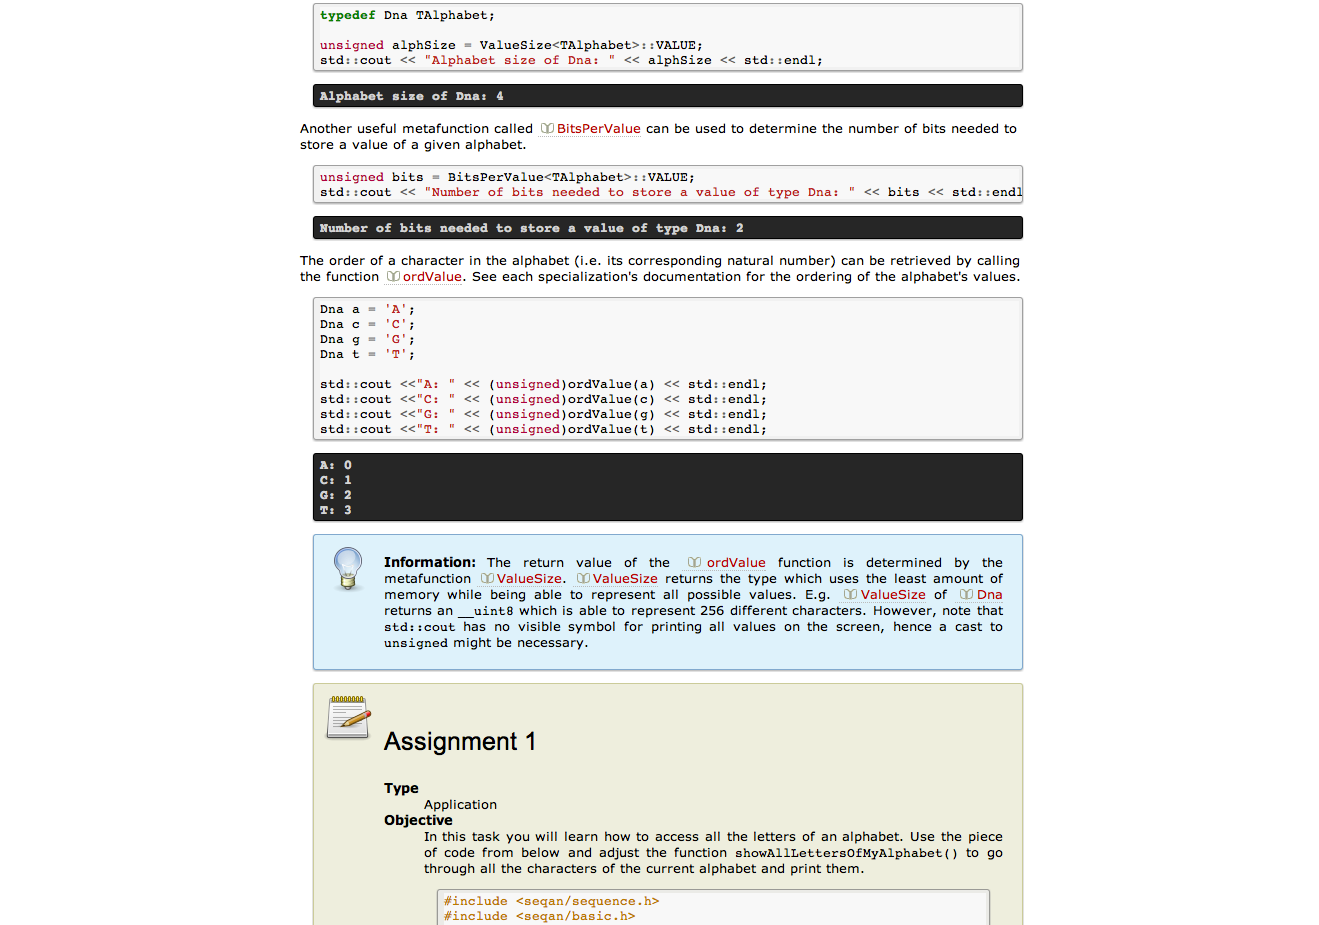 typedef Dna TAlphabet;
unsigned alphSize = ValueSize<TAlphabet>::VALUE;
std::cout << "Alphabet size of Dna: " << alphSize << std::endl;
Alphabet size of Dna: 4
Another useful metafunction called BitsPerValue can be used to determine the number of bits needed to
store a value of a given alphabet.
unsigned bits = BitsPerValue<TAlphabet>::VALUE;
std::cout << "Number of bits needed to store a value of type Dna: " << bits << std::endl
Number of bits needed to store a value of type Dna: 2
The order of a character in the alphabet (i.e. its corresponding natural number) can be retrieved by calling
the function ordValue. See each specialization's documentation for the ordering of the alphabet's values.
Dna a = 'A';
Dna c = 'C';
Dna g = 'G';
Dna t = 'T';
std::cout <<"A: " << (unsigned)ordValue(a) << std::endl;
std::cout <<"C: " << (unsigned)ordValue(c) << std::endl;
std::cout <<"G: " << (unsigned)ordValue(g) << std::endl;
std::cout <<"T: " << (unsigned)ordValue(t) << std::endl;
A: 0
C: 1
G: 2
T: 3
Information: The return value of the ordValue function is determined by the
metafunction ValueSize. ValueSize returns the type which uses the least amount of
memory while being able to represent all possible values. E.g. ValueSize of Dna
returns an __uint8 which is able to represent 256 different characters. However, note that
std::cout has no visible symbol for printing all values on the screen, hence a cast to
unsigned might be necessary.
Assignment 1
Type
Application
Objective
In this task you will learn how to access all the letters of an alphabet. Use the piece
of code from below and adjust the function showAllLettersOfMyAlphabet() to go
through all the characters of the current alphabet and print them.
#include <seqan/sequence.h>
#include <seqan/basic.h>